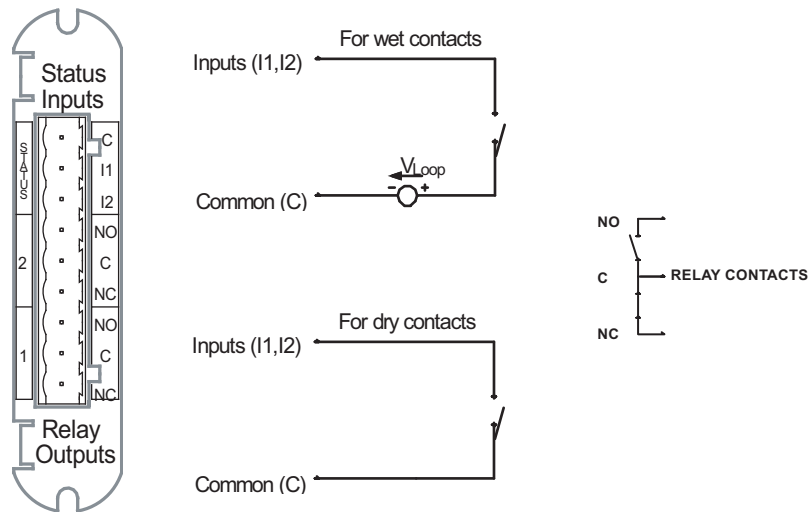 Status
Inputs
STATUS
C
I1
I2
2
NO
C
NC
1
NO
C
NC
Relay
Outputs
For wet contacts
Inputs (I1,I2)
VLoop
- +
Common (C)
For dry contacts
Inputs (I1,I2)
Common (C)
NO
C
RELAY CONTACTS
NC